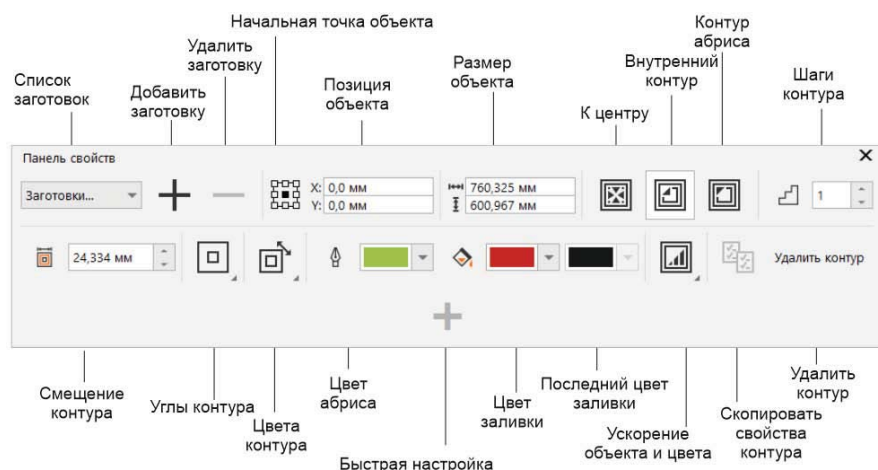 Начальная точка объекта
Контур
абриса
Удалить
заготовку
Размер
объекта
Внутренний
контур
Список
заготовок
Добавить
заготовку
Позиция
объекта
К центру
Шаги
контура
Панель свойств
Заготовки...
X: 0,0 мм
Y: 0,0 мм
760,325 мм
600,967 мм
1
24,334 мм
Удалить контур
Смещение
контура
Углы контура
Цвета
контура
Цвет
абриса
Быстрая настройка
Цвет
заливки
Последний цвет
заливки
Ускорение
объекта и цвета
Скопировать
свойства
контура
Удалить
контур